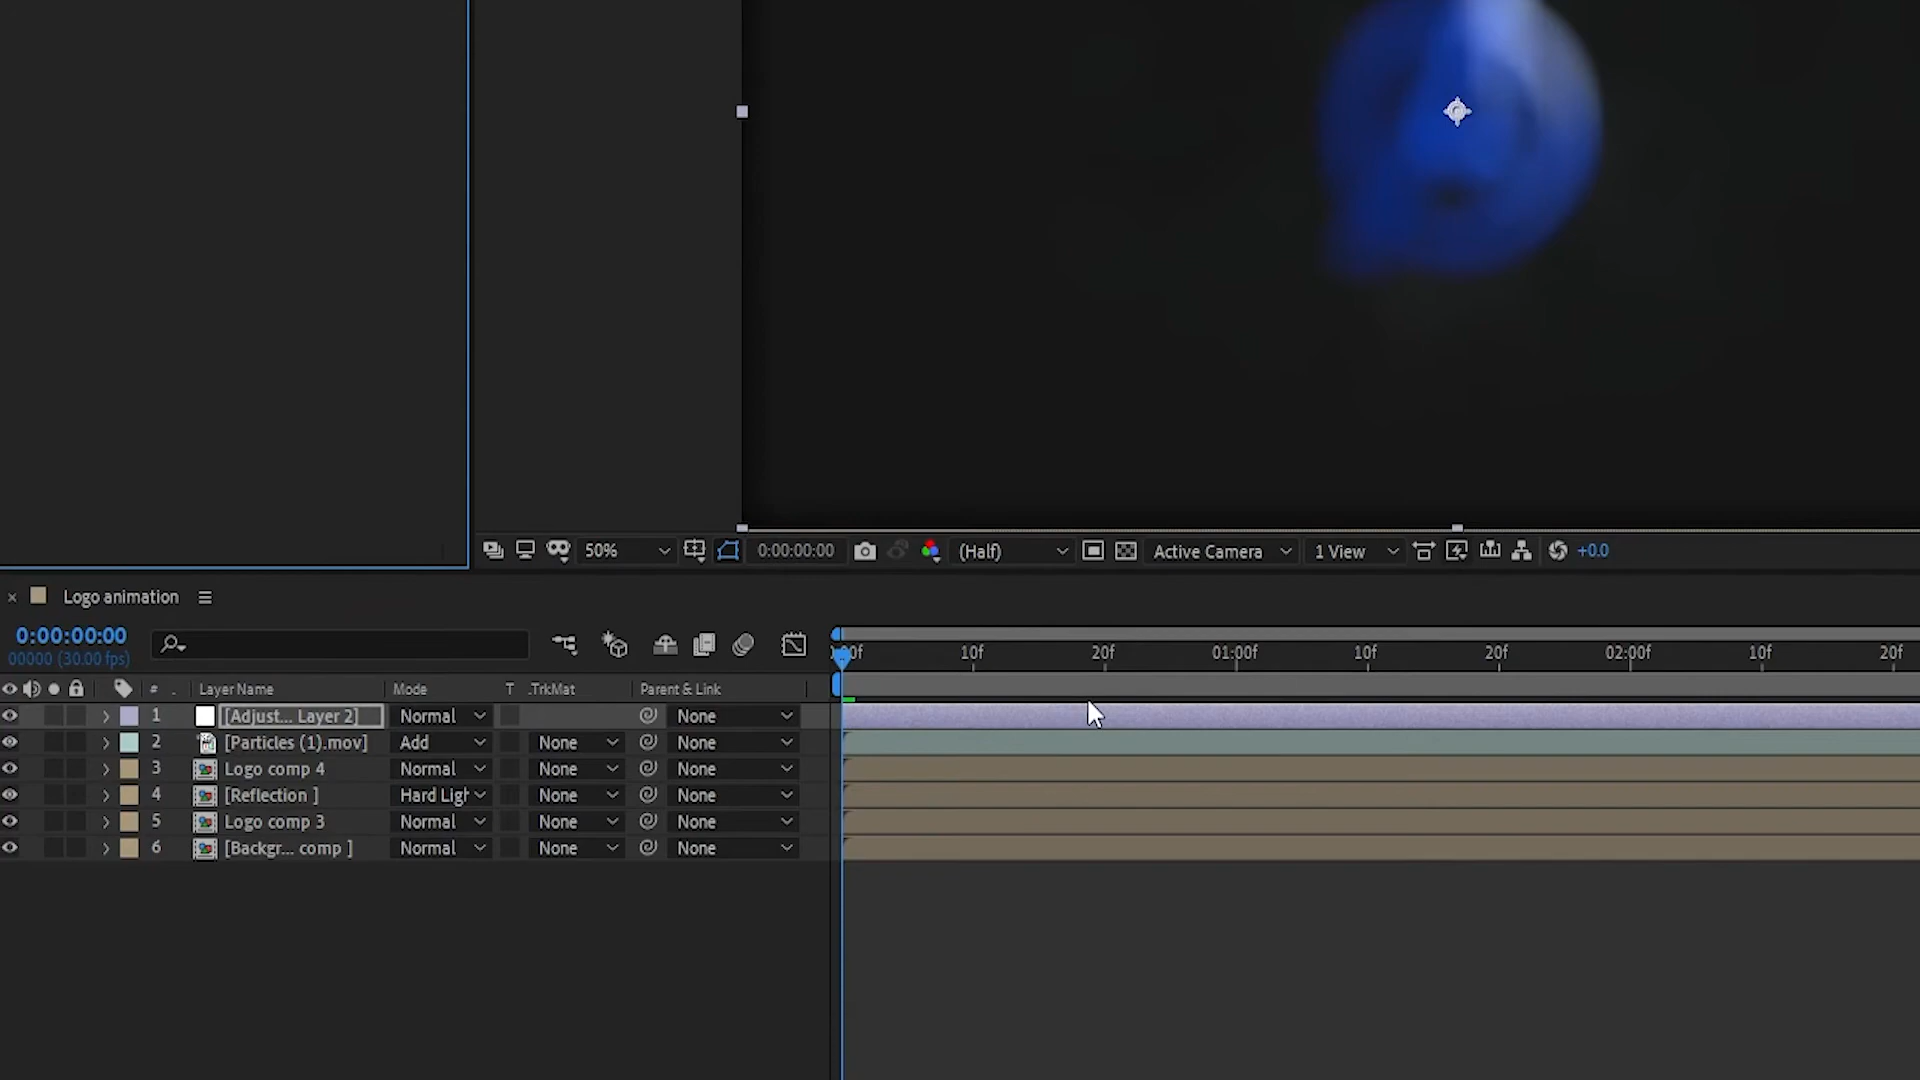 50%
0:00:00:00
(Half)
Active Camera
1 View
+0.0
Logo animation
0:00:00:00
00000 (30.00 fps)
10f 20f 01:00f 10f 20f 02:00f 10f 20f
# Layer Name Mode T .TrkMat Parent & Link
1 [Adjust... Layer 2] Normal None
2 [Particles (1).mov] Add None None
3 Logo comp 4 Normal None None
4 [Reflection ] Hard Ligh None None
5 Logo comp 3 Normal None None
6 [Backgr... comp ] Normal None None